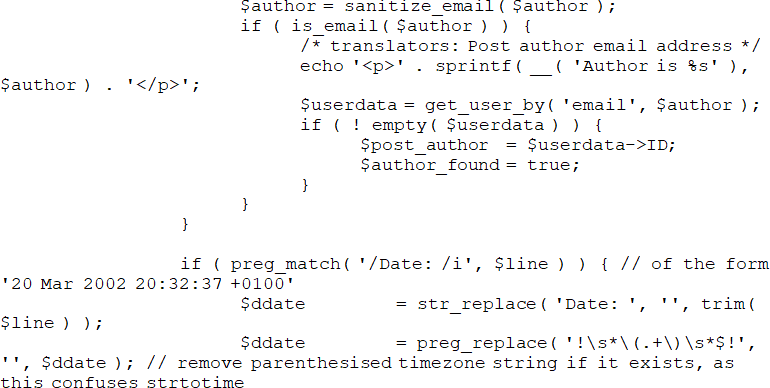 $author = sanitize_email( $author );
if ( is_email( $author ) ) {
/* translators: Post author email address */
echo '<p>' . sprintf( __( 'Author is %s' ),
$author ) . '</p>';
$userdata = get_user_by( 'email', $author );
if ( ! empty( $userdata ) ) {
$post_author  = $userdata->ID;
$author_found = true;
}
}
}
if ( preg_match( '/Date: /i', $line ) ) { // of the form
'20 Mar 2002 20:32:37 +0100'
$ddate         = str_replace( 'Date: ', '', trim(
$line ) );
$ddate         = preg_replace( '!\s*\(.+\)\s*$!',
'', $ddate ); // remove parenthesised timezone string if it exists, as
this confuses strtotime